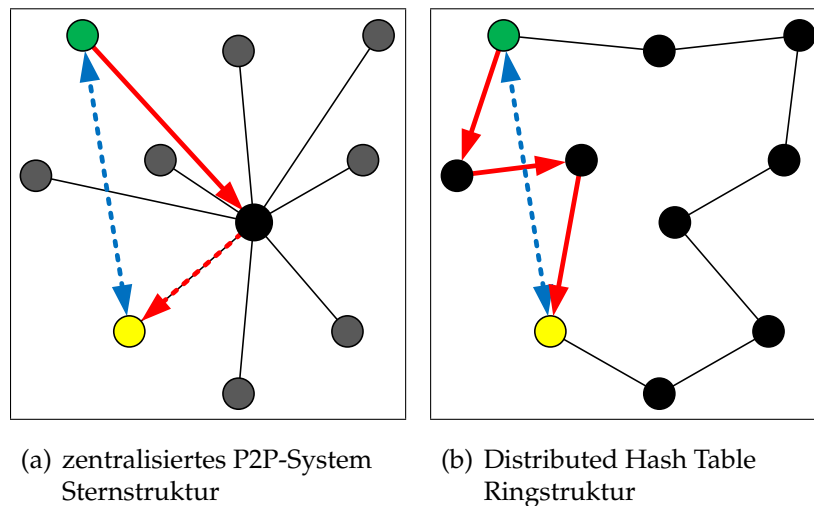 (a) zentralisiertes P2P-System
Sternstruktur
(b) Distributed Hash Table
Ringstruktur